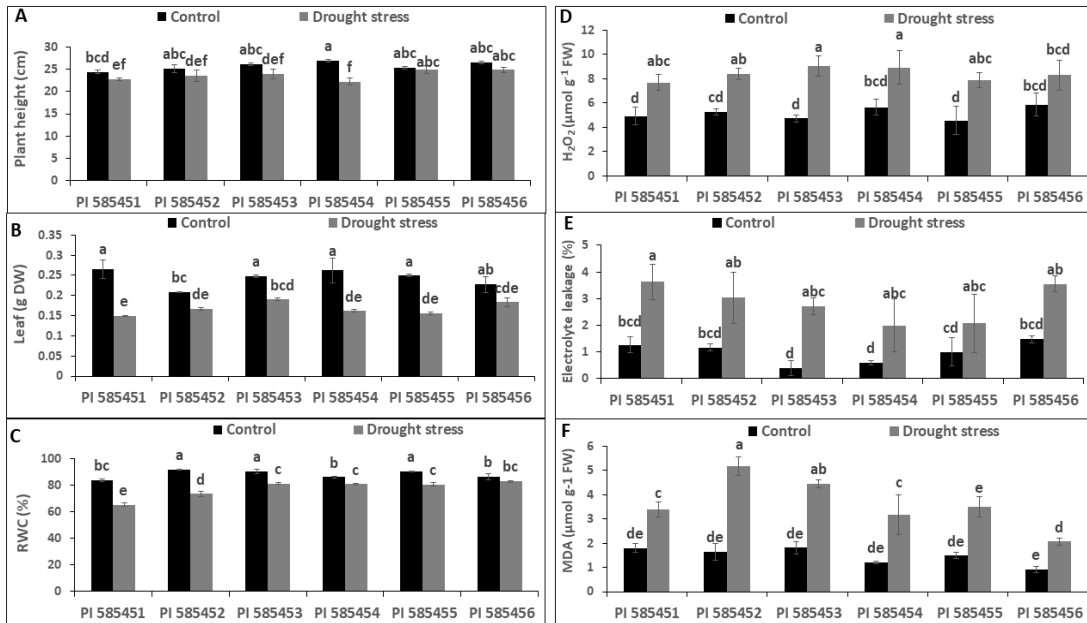 A
Control Drought stress
Plant height (cm)
30
25
20
15
10
5
0
bcd ef abc def abc def a f abc abc abc abc
PI 585451 PI 585452 PI 585453 PI 585454 PI 585455 PI 585456
B
Control Drought stress
Leaf (g DW)
0.35
0.3
0.25
0.2
0.15
0.1
0.05
0
a e bc de a bcd a de a de ab cde
PI 585451 PI 585452 PI 585453 PI 585454 PI 585455 PI 585456
C
Control Drought stress
RWC (%)
100
80
60
40
20
0
bc e a d a c b c a c b bc
PI 585451 PI 585452 PI 585453 PI 585454 PI 585455 PI 585456
D
Control Drought stress
H₂O₂ (µmol g⁻¹ FW)
12
10
8
6
4
2
0
d abc cd ab d a bcd a d abc bcd bcd
PI 585451 PI 585452 PI 585453 PI 585454 PI 585455 PI 585456
E
Control Drought stress
Electrolyte leakage (%)
5
4
3
2
1
0
bcd a bcd abc d abc d abc cd abc bcd ab
PI 585451 PI 585452 PI 585453 PI 585454 PI 585455 PI 585456
F
Control Drought stress
MDA (µmol g-1 FW)
6
5
4
3
2
1
0
de c de a de ab de c de e e d
PI 585451 PI 585452 PI 585453 PI 585454 PI 585455 PI 585456